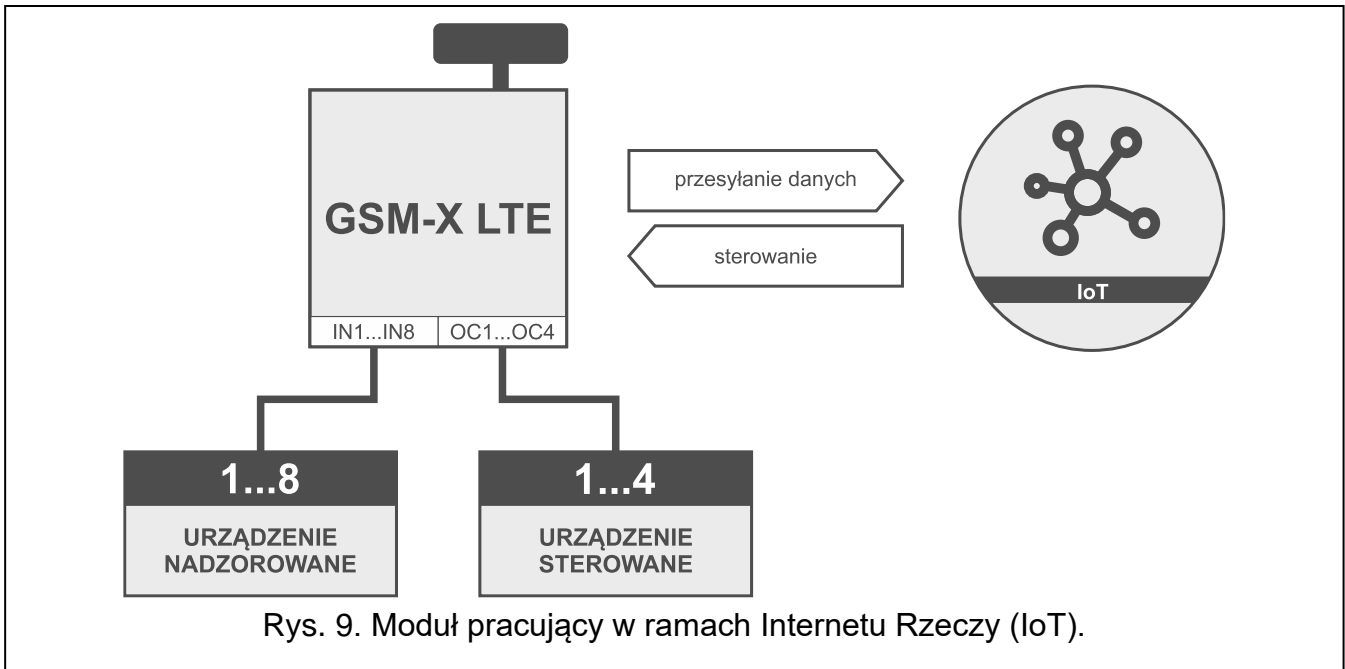 GSM-X LTE
IN1...IN8 OC1...OC4
przesyłanie danych
sterowanie
IoT
1...8
URZĄDZENIE
NADZOROWANE
1...4
URZĄDZENIE
STEROWANE
Rys. 9. Moduł pracujący w ramach Internetu Rzeczy (IoT).